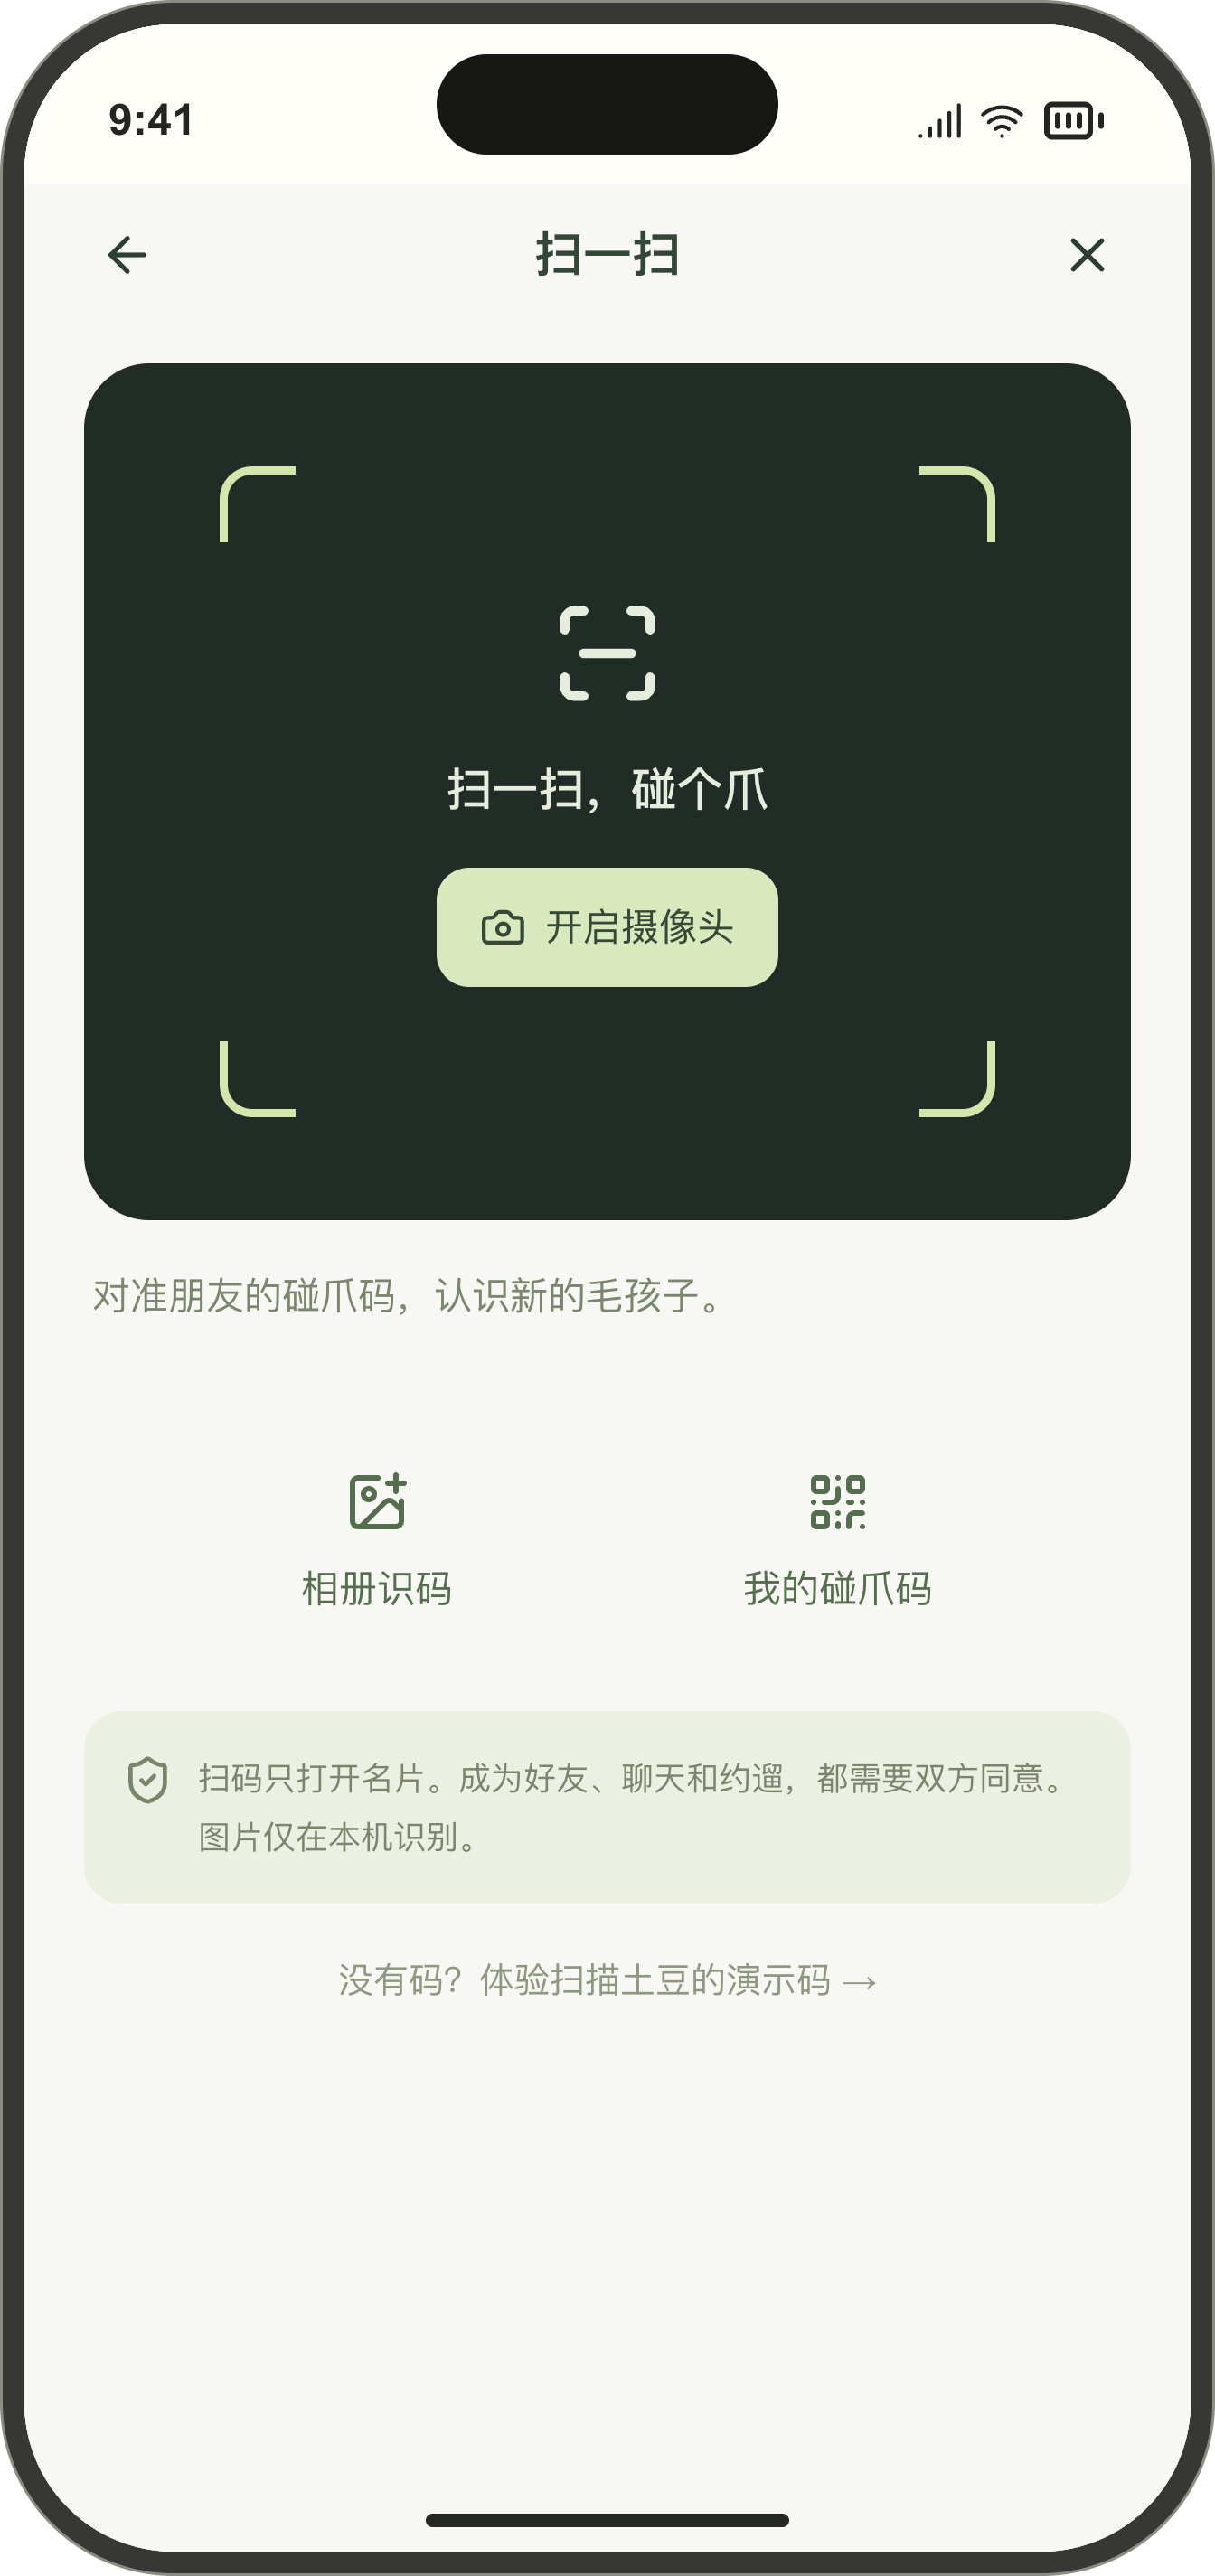 9:41
扫一扫
扫一扫，碰个爪
开启摄像头
对准朋友的碰爪码，认识新的毛孩子。
相册识码
我的碰爪码
扫码只打开名片。成为好友、聊天和约遛，都需要双方同意。
图片仅在本机识别。
没有码？体验扫描土豆的演示码 →